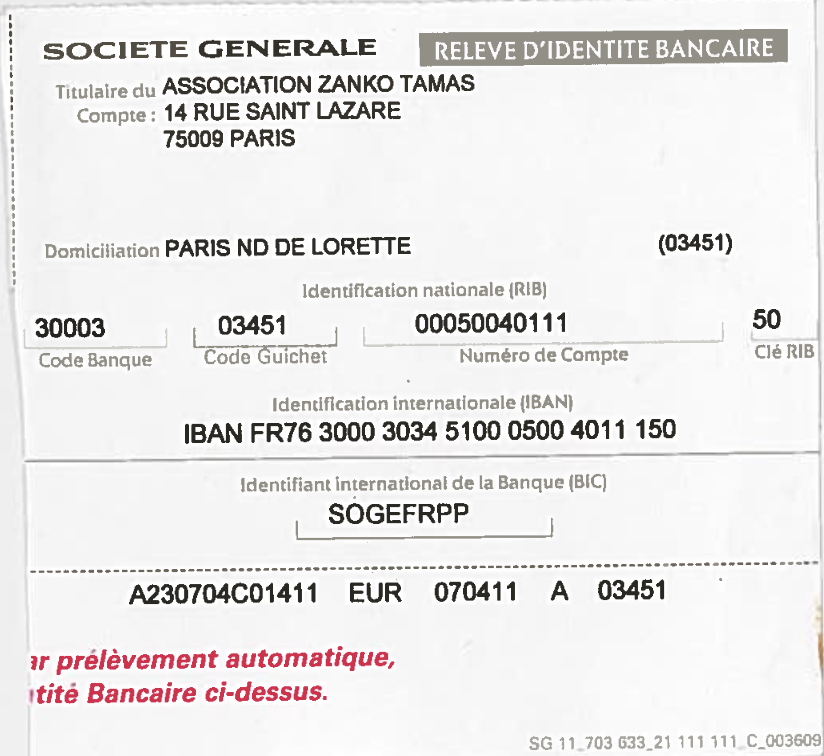 SOCIETE GENERALE RELEVE D'IDENTITE BANCAIRE
Titulaire du ASSOCIATION ZANKO TAMAS
Compte : 14 RUE SAINT LAZARE
75009 PARIS
Domiciliation PARIS ND DE LORETTE (03451)
Identification nationale (RIB)
30003 03451 00050040111 50
Code Banque Code Guichet Numéro de Compte Clé RIB
Identification internationale (IBAN)
IBAN FR76 3000 3034 5100 0500 4011 150
Identifiant international de la Banque (BIC)
SOGEFRPP
A230704C01411 EUR 070411 A 03451
ar prélèvement automatique,
tité Bancaire ci-dessus.
SG 11_703 633_21 111 111_C_003609